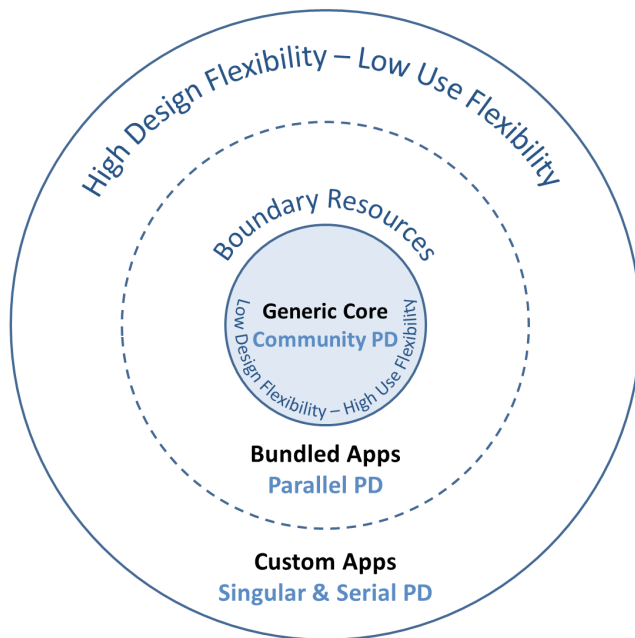 High Design Flexibility – Low Use Flexibility
Boundary Resources
Generic Core
Community PD
Low Design Flexibility – High Use Flexibility
Bundled Apps
Parallel PD
Custom Apps
Singular & Serial PD